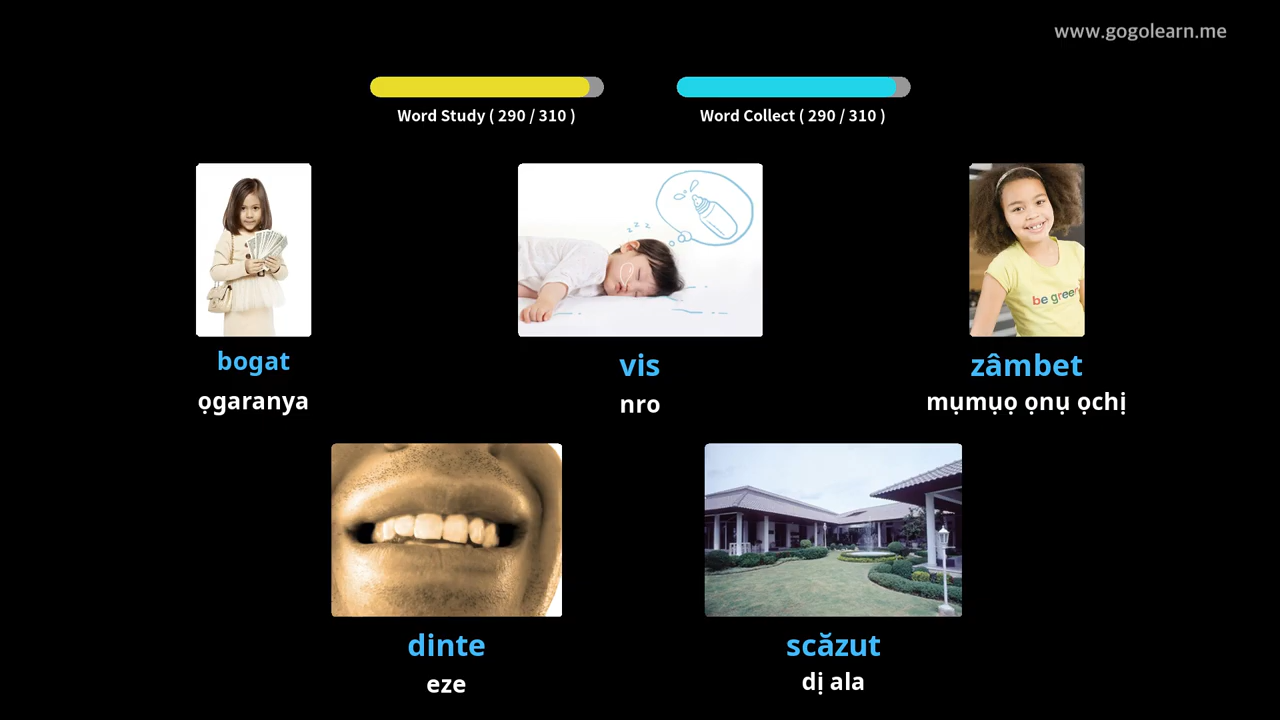 www.gogolearn.me
Word Study ( 290 / 310 )
Word Collect ( 290 / 310 )
be green
bogat
ọgaranya
vis
nro
zâmbet
mụmụọ ọnụ ọchị
dinte
eze
scăzut
dị ala